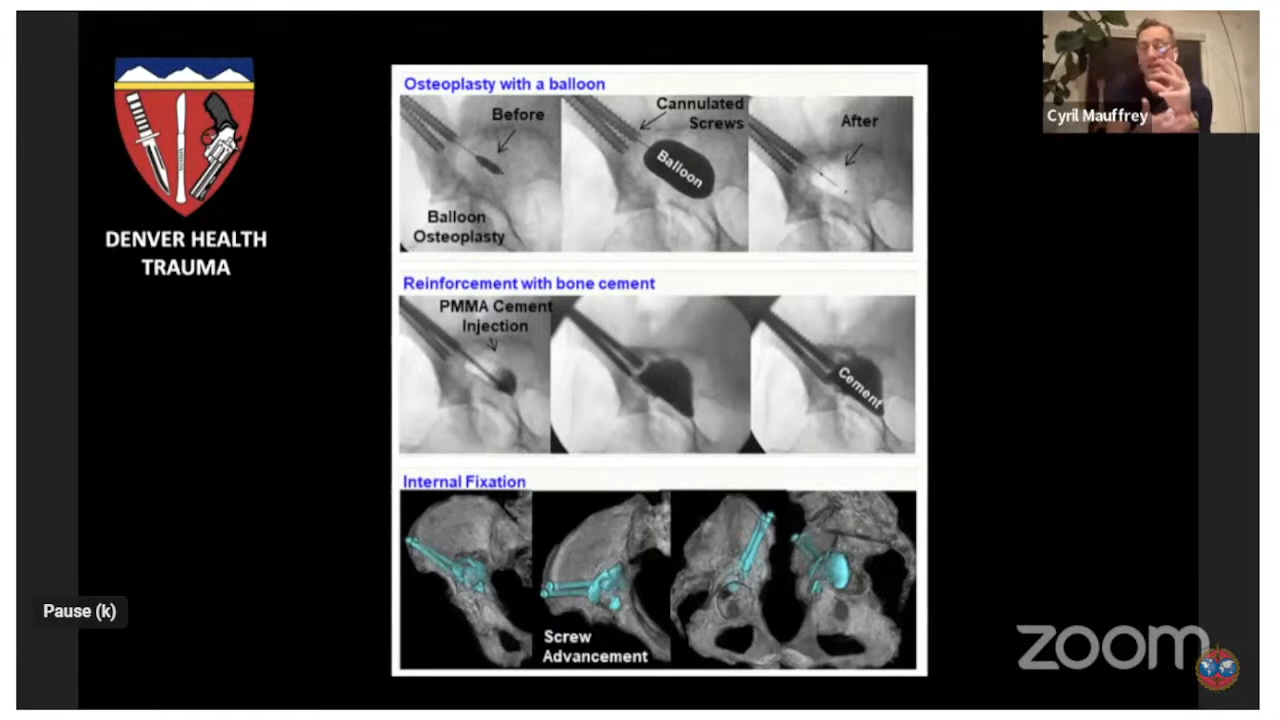 DENVER HEALTH
TRAUMA
Osteoplasty with a balloon
Before
Balloon
Osteoplasty
Cannulated
Screws
Balloon
After
Reinforcement with bone cement
PMMA Cement
Injection
Cement
Internal Fixation
Screw
Advancement
Cyril Mauffrey
Pause (k)
zoom